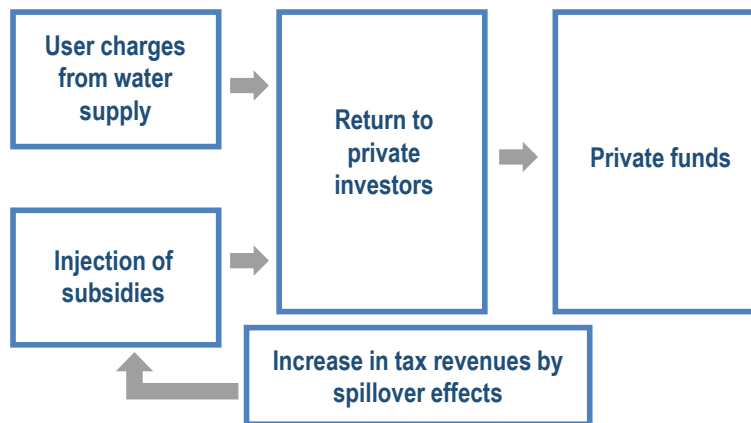 User charges
from water
supply
Return to
private
investors
Private funds
Injection of
subsidies
Increase in tax revenues by
spillover effects